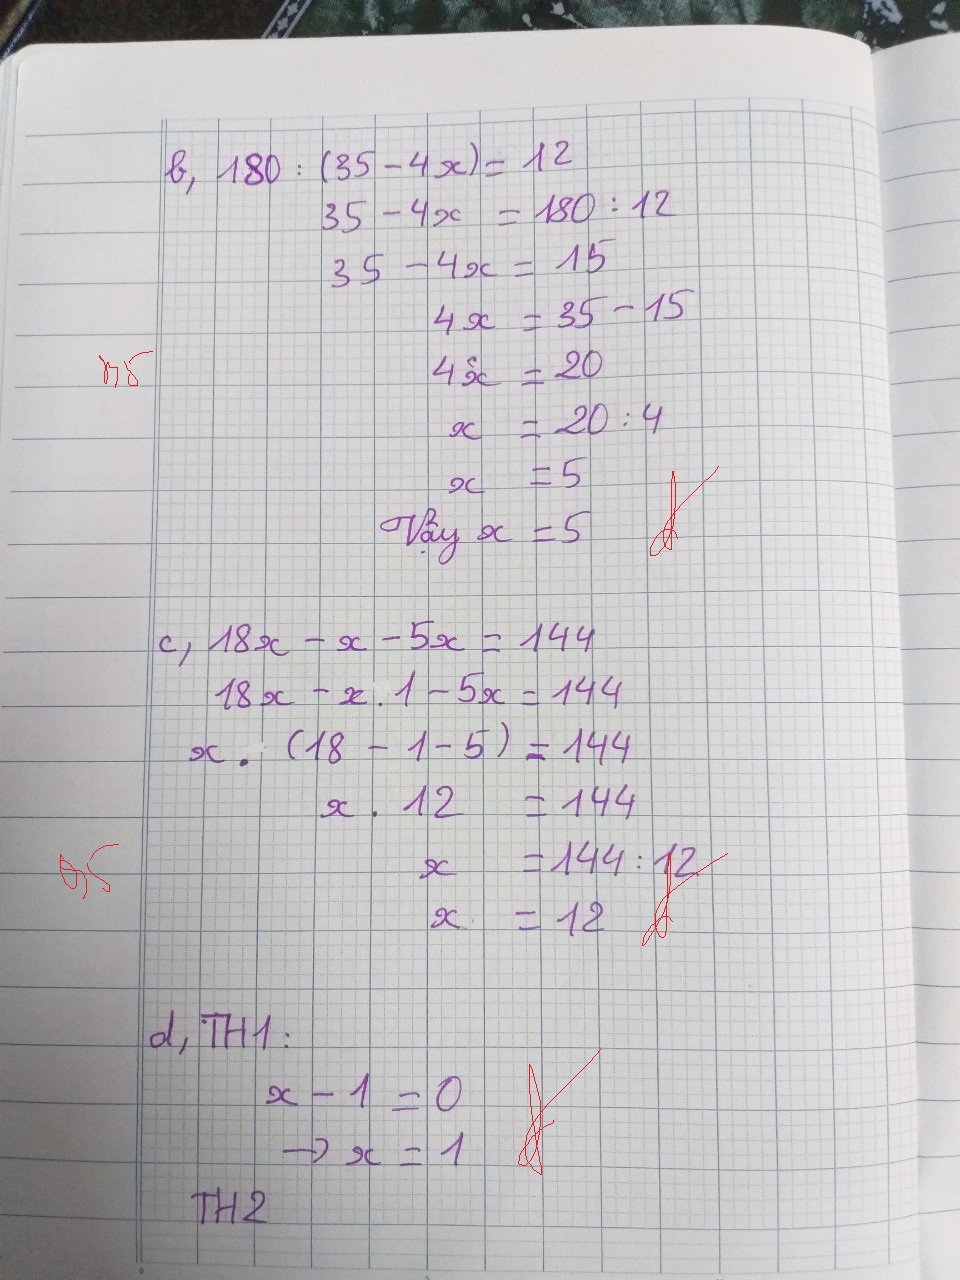 b, 180 : (35 - 4x) = 12
35 - 4x = 180 : 12
35 - 4x = 15
4x = 35 - 15
0,5
4x = 20
x = 20 : 4
x = 5
Vậy x = 5
c, 18x - x - 5x = 144
18x - x . 1 - 5x = 144
x . (18 - 1 - 5) = 144
x . 12 = 144
0,5
x = 144 : 12
x = 12
d, TH1:
x - 1 = 0
→ x = 1
TH2